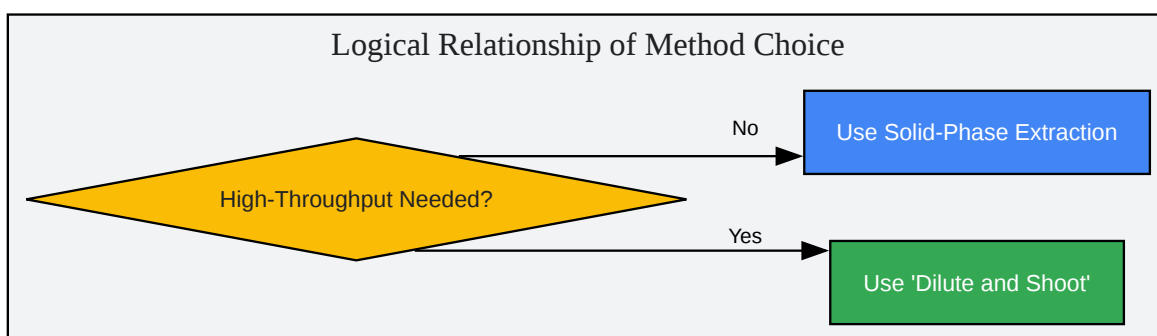 Logical Relationship of Method Choice
No
Use Solid-Phase Extraction
High-Throughput Needed?
Yes
Use 'Dilute and Shoot'